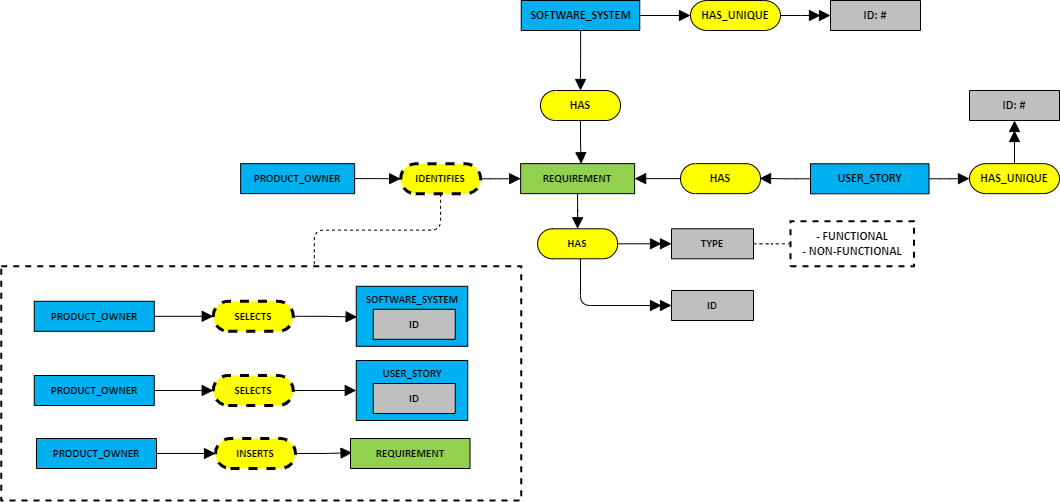 SOFTWARE_SYSTEM
HAS_UNIQUE
ID: #
HAS
ID: #
PRODUCT_OWNER
IDENTIFIES
REQUIREMENT
HAS
USER_STORY
HAS_UNIQUE
HAS
TYPE
- FUNCTIONAL
- NON-FUNCTIONAL
ID
PRODUCT_OWNER
SELECTS
SOFTWARE_SYSTEM
ID
PRODUCT_OWNER
SELECTS
USER_STORY
ID
PRODUCT_OWNER
INSERTS
REQUIREMENT